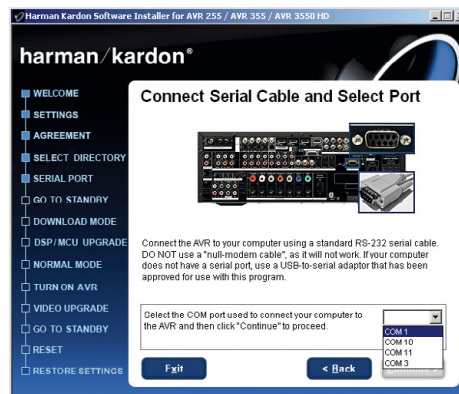 Harman Kardon Software Installer for AVR 255 / AVR 355 / AVR 3550 HD
harman/kardon®
WELCOME
SETTINGS
AGREEMENT
SELECT DIRECTORY
SERIAL PORT
GO TO STANDBY
DOWNLOAD MODE
DSP/MCU UPGRADE
NORMAL MODE
TURN ON AVR
VIDEO UPGRADE
GO TO STANDBY
RESET
RESTORE SETTINGS
Connect Serial Cable and Select Port
Connect the AVR to your computer using a standard RS-232 serial cable.
DO NOT use a "null-modem cable", as it will not work. If your computer
does not have a serial port, use a USB-to-serial adaptor that has been
approved for use with this program.
Select the COM port used to connect your computer to
the AVR and then click "Continue" to proceed.
COM 1
COM 10
COM 11
COM 3
Exit
< Back